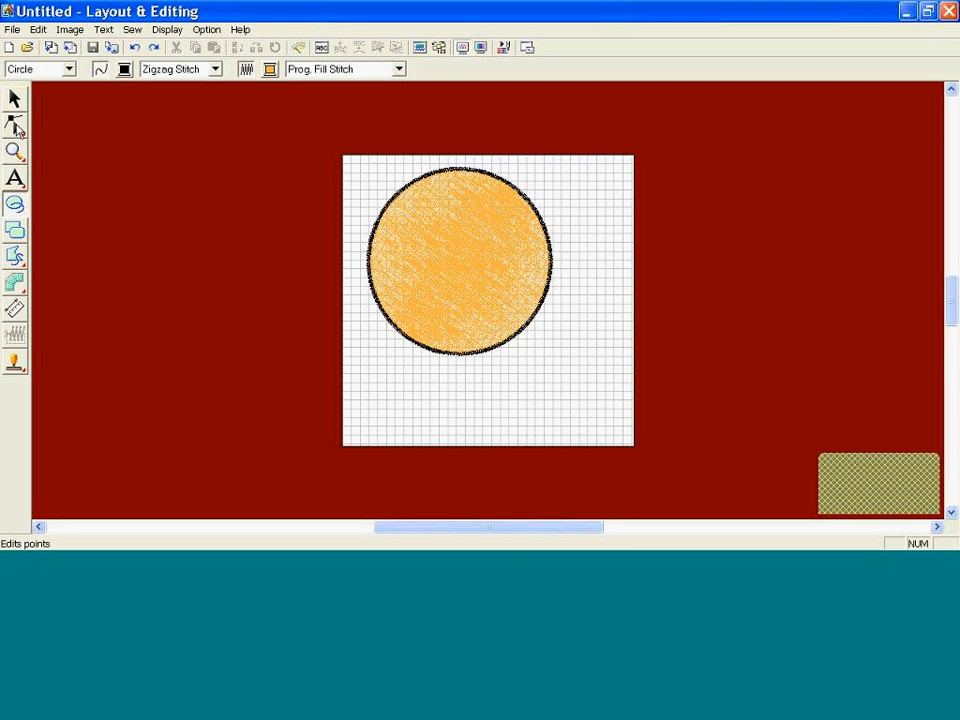 Untitled - Layout & Editing
File Edit Image Text Sew Display Option Help
ABC
Circle Zigzag Stitch Prog. Fill Stitch
A
Edits points NUM